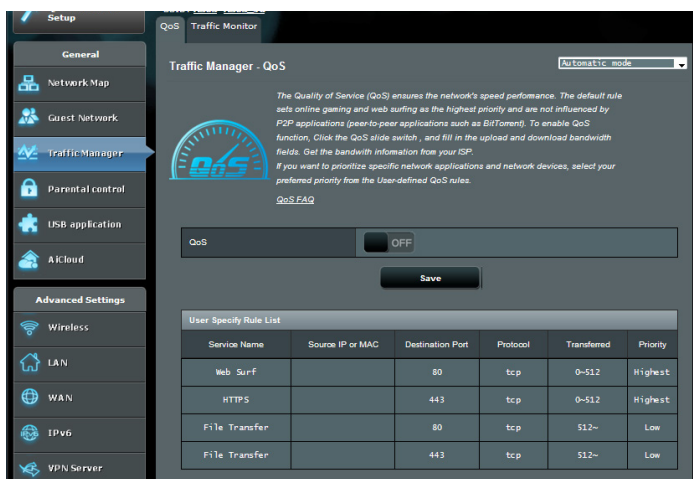 Setup
QoS Traffic Monitor
General
Network Map
Guest Network
Traffic Manager
Parental control
USB application
AiCloud
Advanced Settings
Wireless
LAN
WAN
IPv6
VPN Server
Traffic Manager - QoS
Automatic mode
The Quality of Service (QoS) ensures the network's speed performance. The default rule
sets online gaming and web surfing as the highest priority and are not influenced by
P2P applications (peer-to-peer applications such as BitTorrent). To enable QoS
function, Click the QoS slide switch , and fill in the upload and download bandwidth
fields. Get the bandwith information from your ISP.
If you want to prioritize specific network applications and network devices, select your
preferred priority from the User-defined QoS rules.
QoS FAQ
QoS
QoS OFF
Save
User Specify Rule List
Service Name Source IP or MAC Destination Port Protocol Transferred Priority
Web Surf 80 tcp 0~512 Highest
HTTPS 443 tcp 0~512 Highest
File Transfer 80 tcp 512~ Low
File Transfer 443 tcp 512~ Low